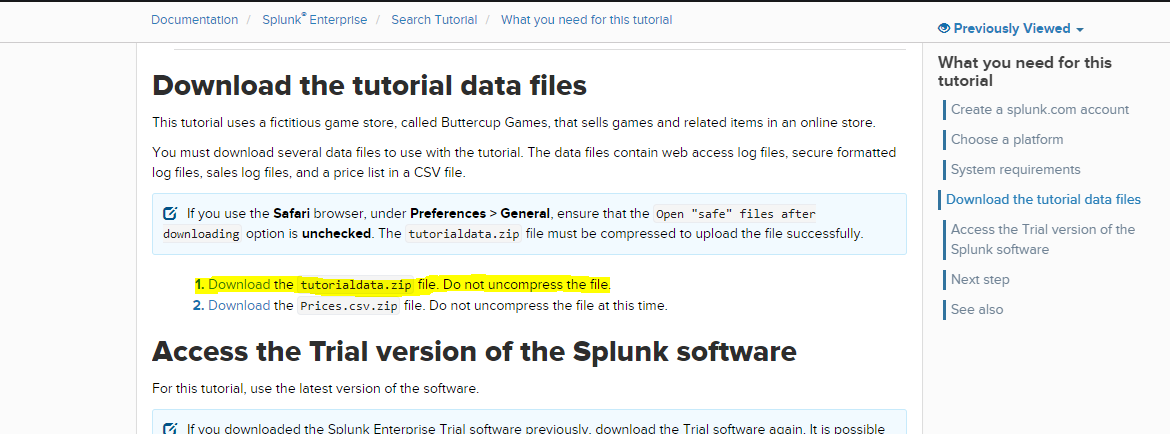 Documentation / Splunk® Enterprise / Search Tutorial / What you need for this tutorial
Previously Viewed
Download the tutorial data files
This tutorial uses a fictitious game store, called Buttercup Games, that sells games and related items in an online store.
You must download several data files to use with the tutorial. The data files contain web access log files, secure formatted
log files, sales log files, and a price list in a CSV file.
If you use the Safari browser, under Preferences > General, ensure that the Open "safe" files after
downloading option is unchecked. The tutorialdata.zip file must be compressed to upload the file successfully.
1. Download the tutorialdata.zip file. Do not uncompress the file.
2. Download the Prices.csv.zip file. Do not uncompress the file at this time.
Access the Trial version of the Splunk software
For this tutorial, use the latest version of the software.
If you downloaded the Splunk Enterprise Trial software previously, download the Trial software again. It is possible
What you need for this
tutorial
Create a splunk.com account
Choose a platform
System requirements
Download the tutorial data files
Access the Trial version of the
Splunk software
Next step
See also